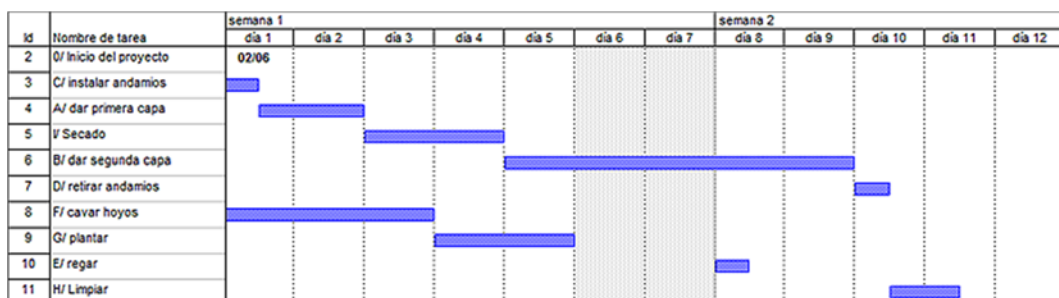 semana 1 semana 2
Id Nombre de tarea día 1 día 2 día 3 día 4 día 5 día 6 día 7 día 8 día 9 día 10 día 11 día 12
2 0/ Inicio del proyecto 02/06
3 C/ instalar andamios
4 A/ dar primera capa
5 I/ Secado
6 B/ dar segunda capa
7 D/ retirar andamios
8 F/ cavar hoyos
9 G/ plantar
10 E/ regar
11 H/ Limpiar